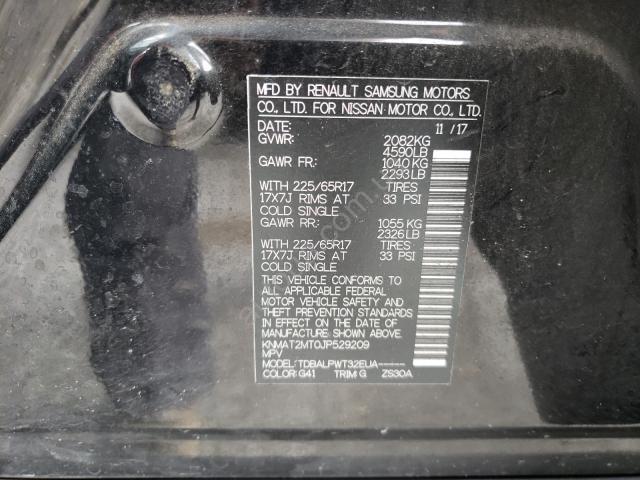 MFD BY RENAULT SAMSUNG MOTORS
CO., LTD. FOR NISSAN MOTOR CO., LTD.
DATE: 11 /17
GVWR: 2082KG
4590LB
GAWR FR: 1040KG
2293LB
WITH 225/65R17 TIRES
17X7J RIMS AT 33 PSI
COLD SINGLE
GAWR RR: 1055 KG
2326LB
WITH 225/65R17 TIRES
17X7J RIMS AT 33 PSI
COLD SINGLE
THIS VEHICLE CONFORMS TO
ALL APPLICABLE FEDERAL
MOTOR VEHICLE SAFETY AND
THEFT PREVENTION STANDARDS
IN EFFECT ON THE DATE OF
MANUFACTURE SHOWN ABOVE.
KNMAT2MT0JP529209
MPV
MODEL: TDBALPWT32EUA-----
COLOR: G41 TRIM: G ZS30A